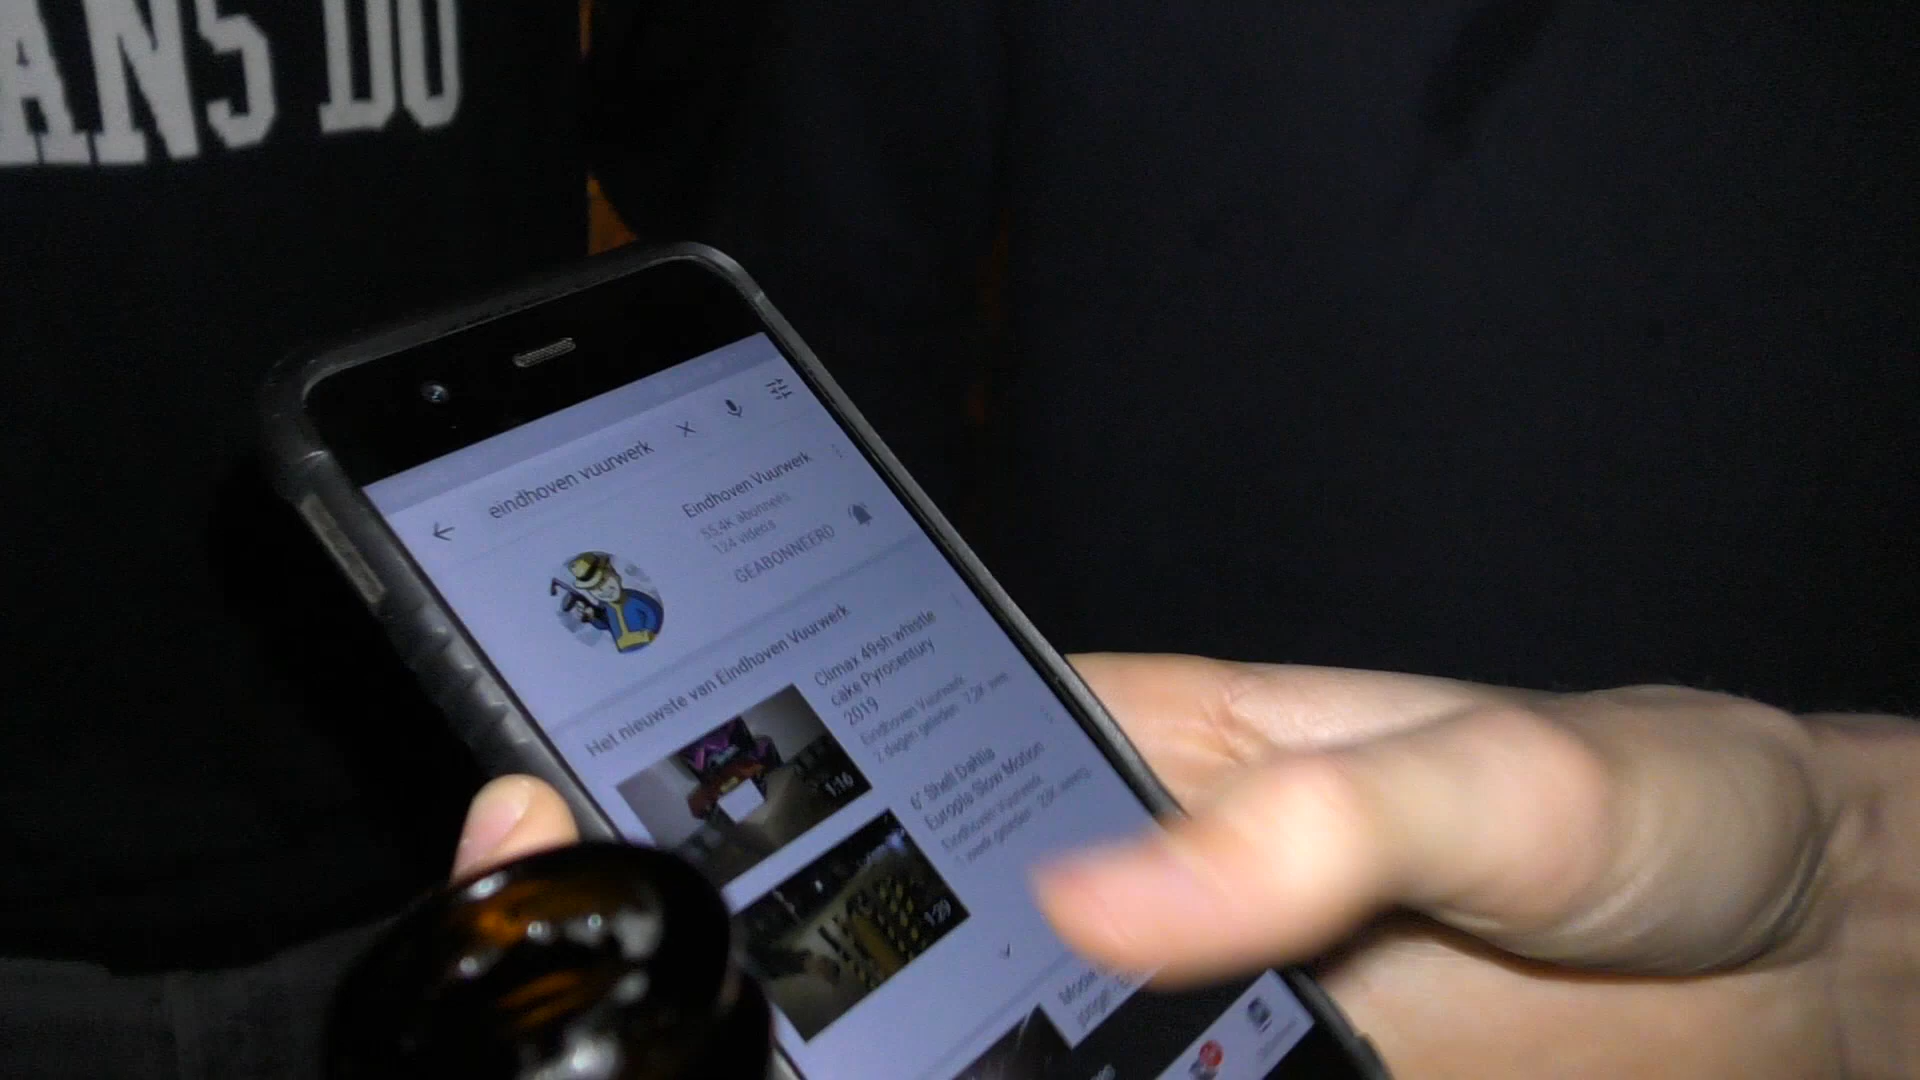 ANS DO
eindhoven vuurwerk
Eindhoven Vuurwerk
55,4K abonnees
124 video's
GEABONNEERD
Het nieuwste van Eindhoven Vuurwerk
Climax 49sh whistle
cake Pyrocentury
2019
Eindhoven Vuurwerk
2 dagen geleden
1:16
6" Shell Dahlia
Europla Slow Motion
Eindhoven Vuurwerk
1 week geleden
1:29